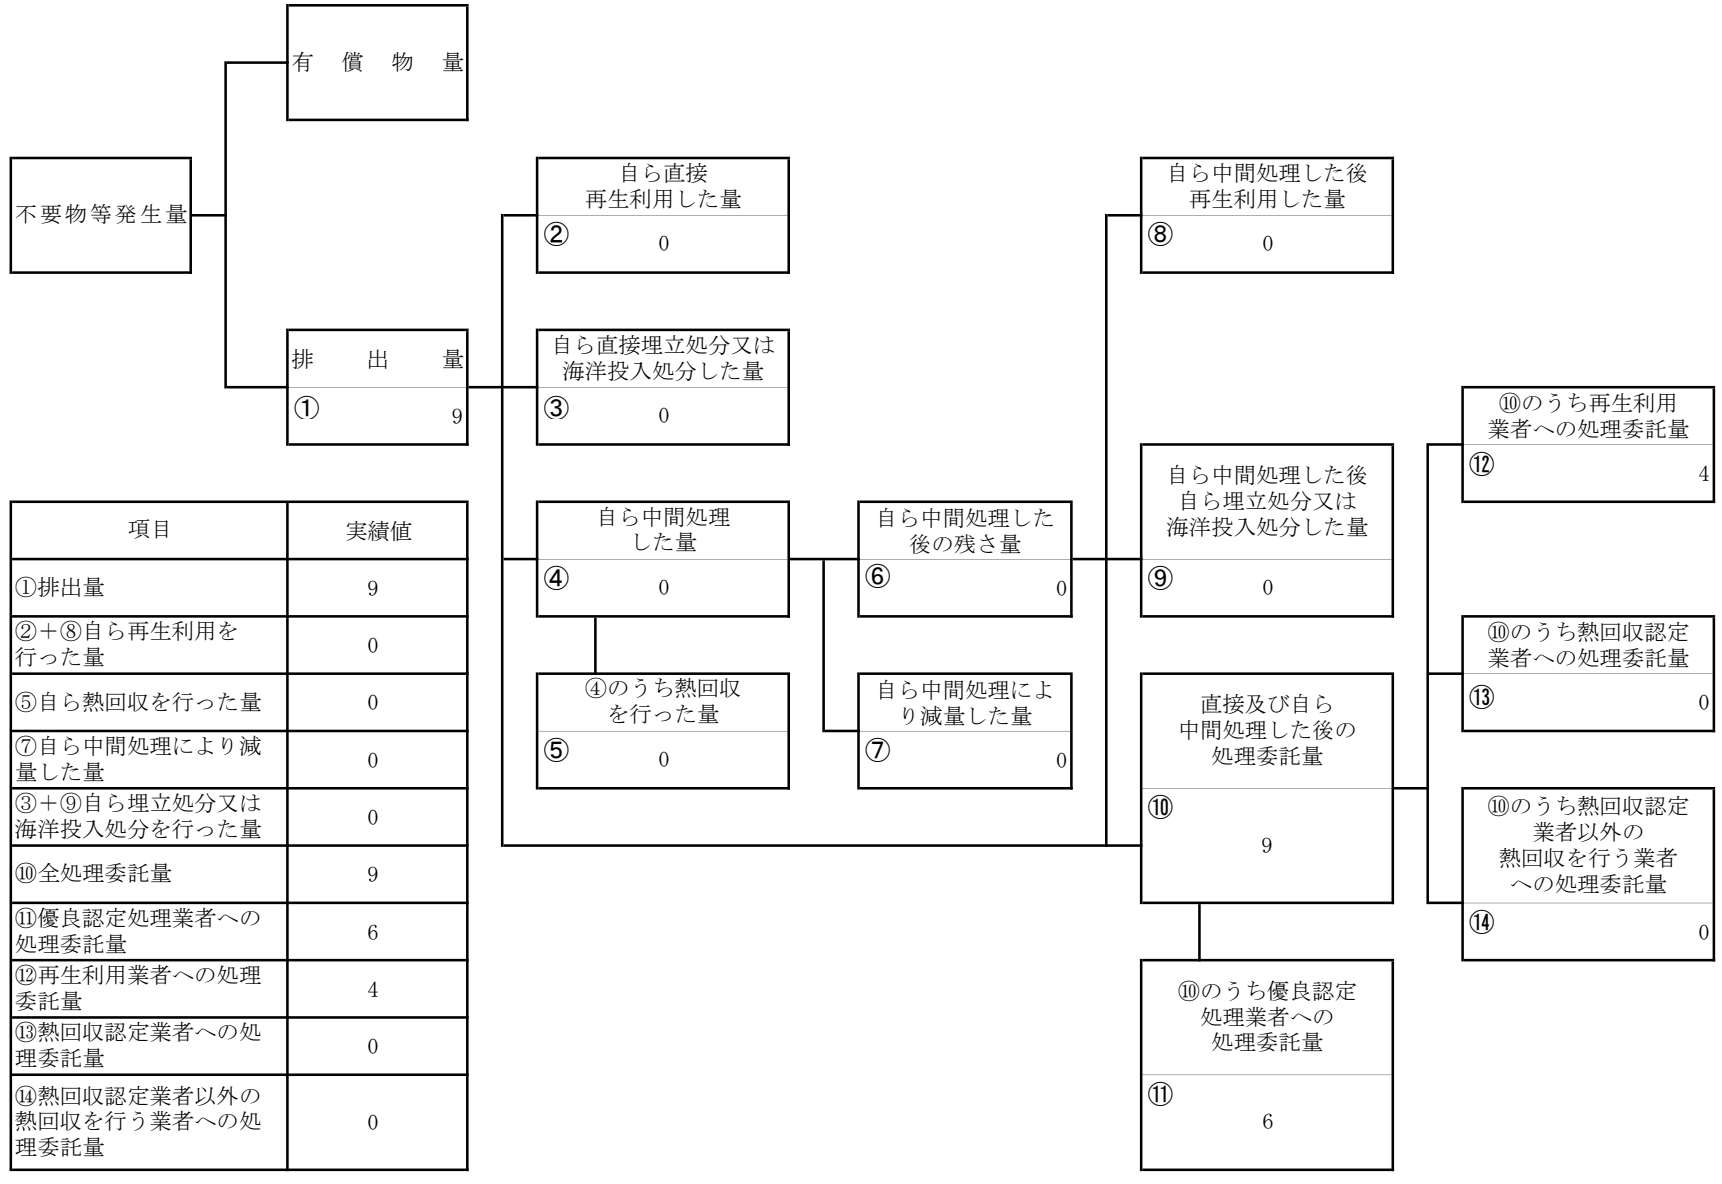 有償物量
不要物等発生量
自ら直接
再生利用した量
② 0
自ら中間処理した後
再生利用した量
⑧ 0
排出量
① 9
自ら直接埋立処分又は
海洋投入処分した量
③ 0
⑩のうち再生利用
業者への処理委託量
⑫ 4
自ら中間処理
した量
④ 0
自ら中間処理した
後の残さ量
⑥ 0
自ら中間処理した後
自ら埋立処分又は
海洋投入処分した量
⑨ 0
⑩のうち熱回収認定
業者への処理委託量
⑬ 0
④のうち熱回収
を行った量
⑤ 0
自ら中間処理によ
り減量した量
⑦ 0
直接及び自ら
中間処理した後の
処理委託量
⑩
9
⑩のうち熱回収認定
業者以外の
熱回収を行う業者
への処理委託量
⑭ 0
⑩のうち優良認定
処理業者への
処理委託量
⑪
6
項目 実績値
①排出量 9
②＋⑧自ら再生利用を
行った量 0
⑤自ら熱回収を行った量 0
⑦自ら中間処理により減
量した量 0
③＋⑨自ら埋立処分又は
海洋投入処分を行った量 0
⑩全処理委託量 9
⑪優良認定処理業者への
処理委託量 6
⑫再生利用業者への処理
委託量 4
⑬熱回収認定業者への処
理委託量 0
⑭熱回収認定業者以外の
熱回収を行う業者への処 0
理委託量